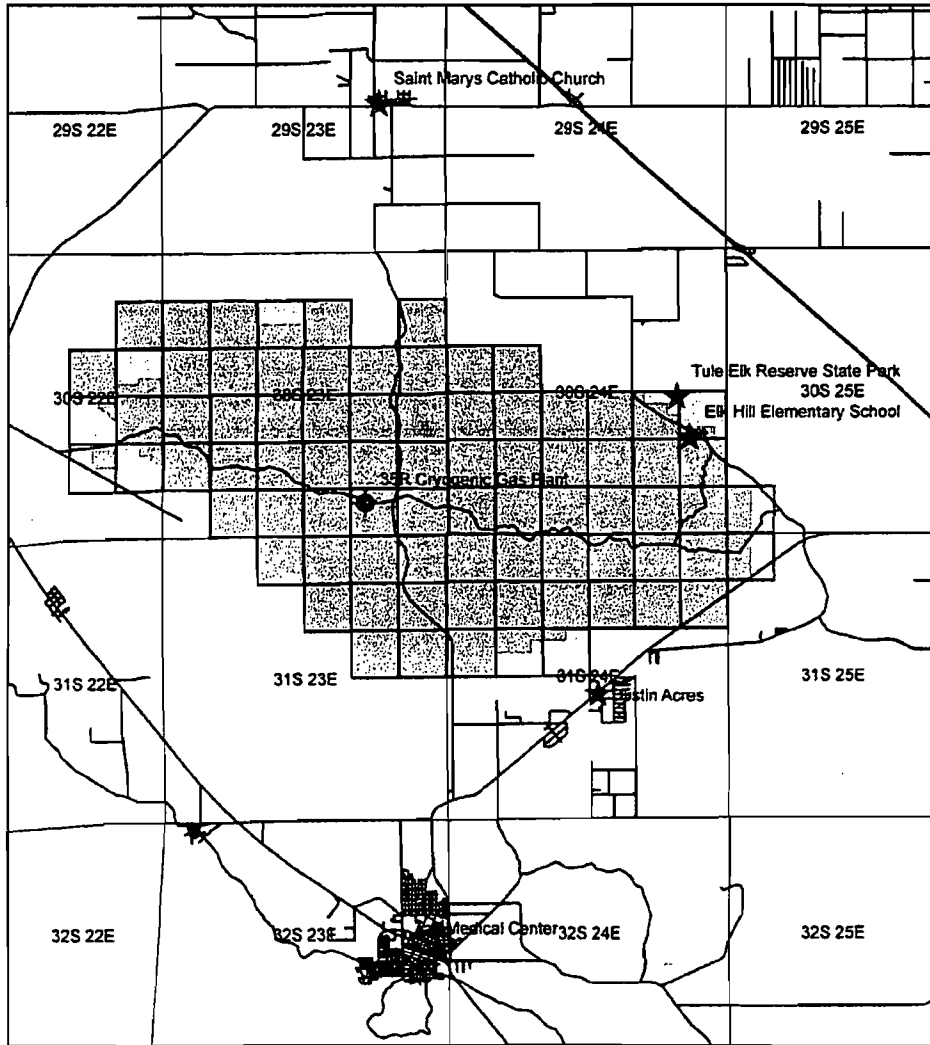 Saint Marys Catholic Church
29S 22E
29S 23E
29S 24E
29S 25E
Tule Elk Reserve State Park
30S 22E
30S 23E
30S 24E
30S 25E
Elk Hill Elementary School
35R Cryogenic Gas Plant
31S 22E
31S 23E
31S 24E
31S 25E
Acres
32S 22E
32S 23E
Medical Center
32S 24E
32S 25E